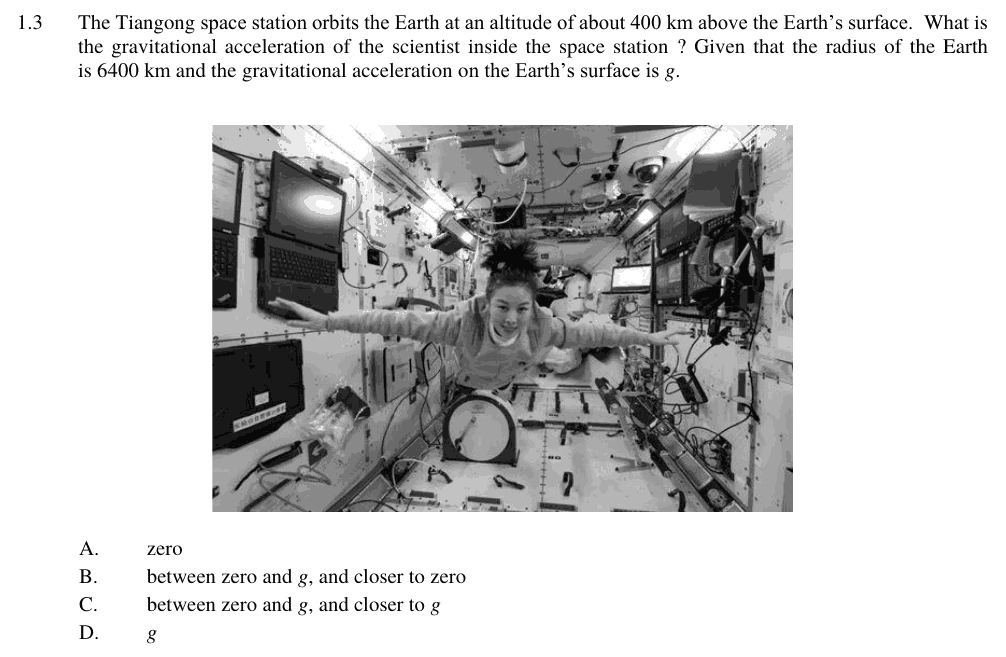 1.3 The Tiangong space station orbits the Earth at an altitude of about 400 km above the Earth's surface. What is
the gravitational acceleration of the scientist inside the space station ? Given that the radius of the Earth
is 6400 km and the gravitational acceleration on the Earth's surface is g.
A. zero
B. between zero and g, and closer to zero
C. between zero and g, and closer to g
D. g